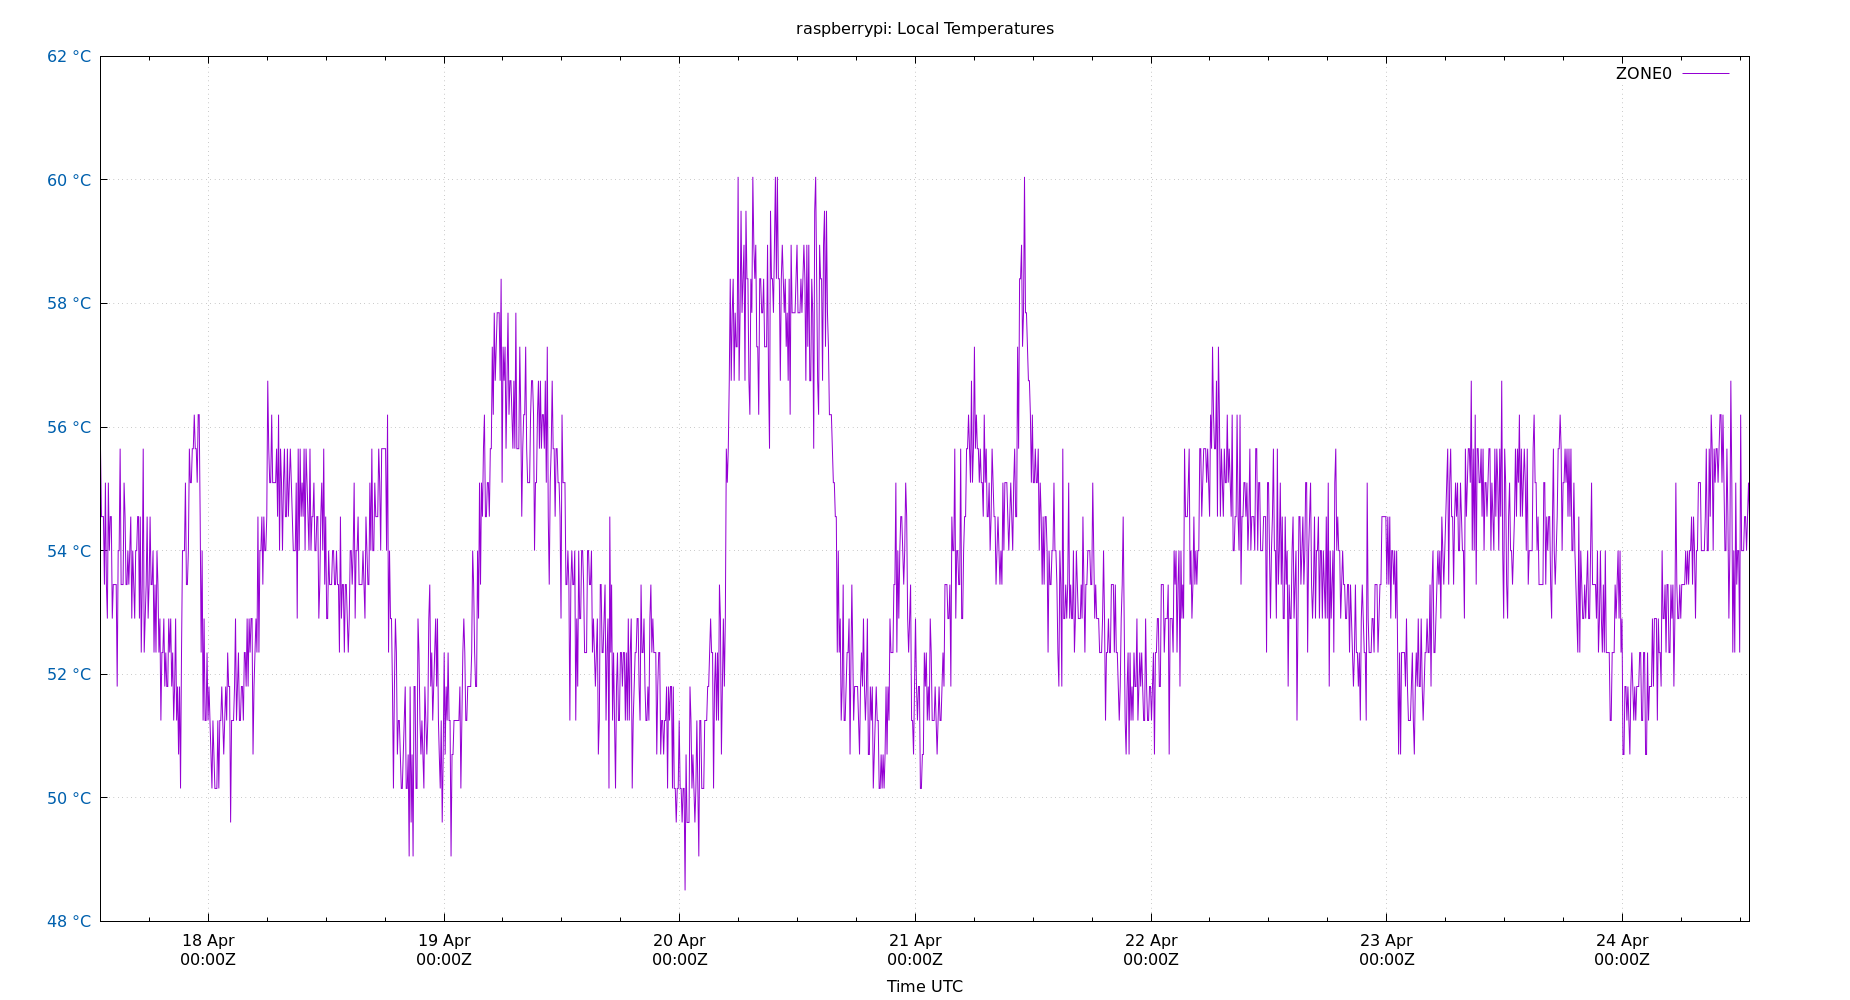 raspberrypi: Local Temperatures
62 °C
ZONE0
60 °C
58 °C
56 °C
54 °C
52 °C
50 °C
48 °C
18 Apr 19 Apr 20 Apr 21 Apr 22 Apr 23 Apr 24 Apr
00:00Z 00:00Z 00:00Z 00:00Z 00:00Z 00:00Z 00:00Z
Time UTC